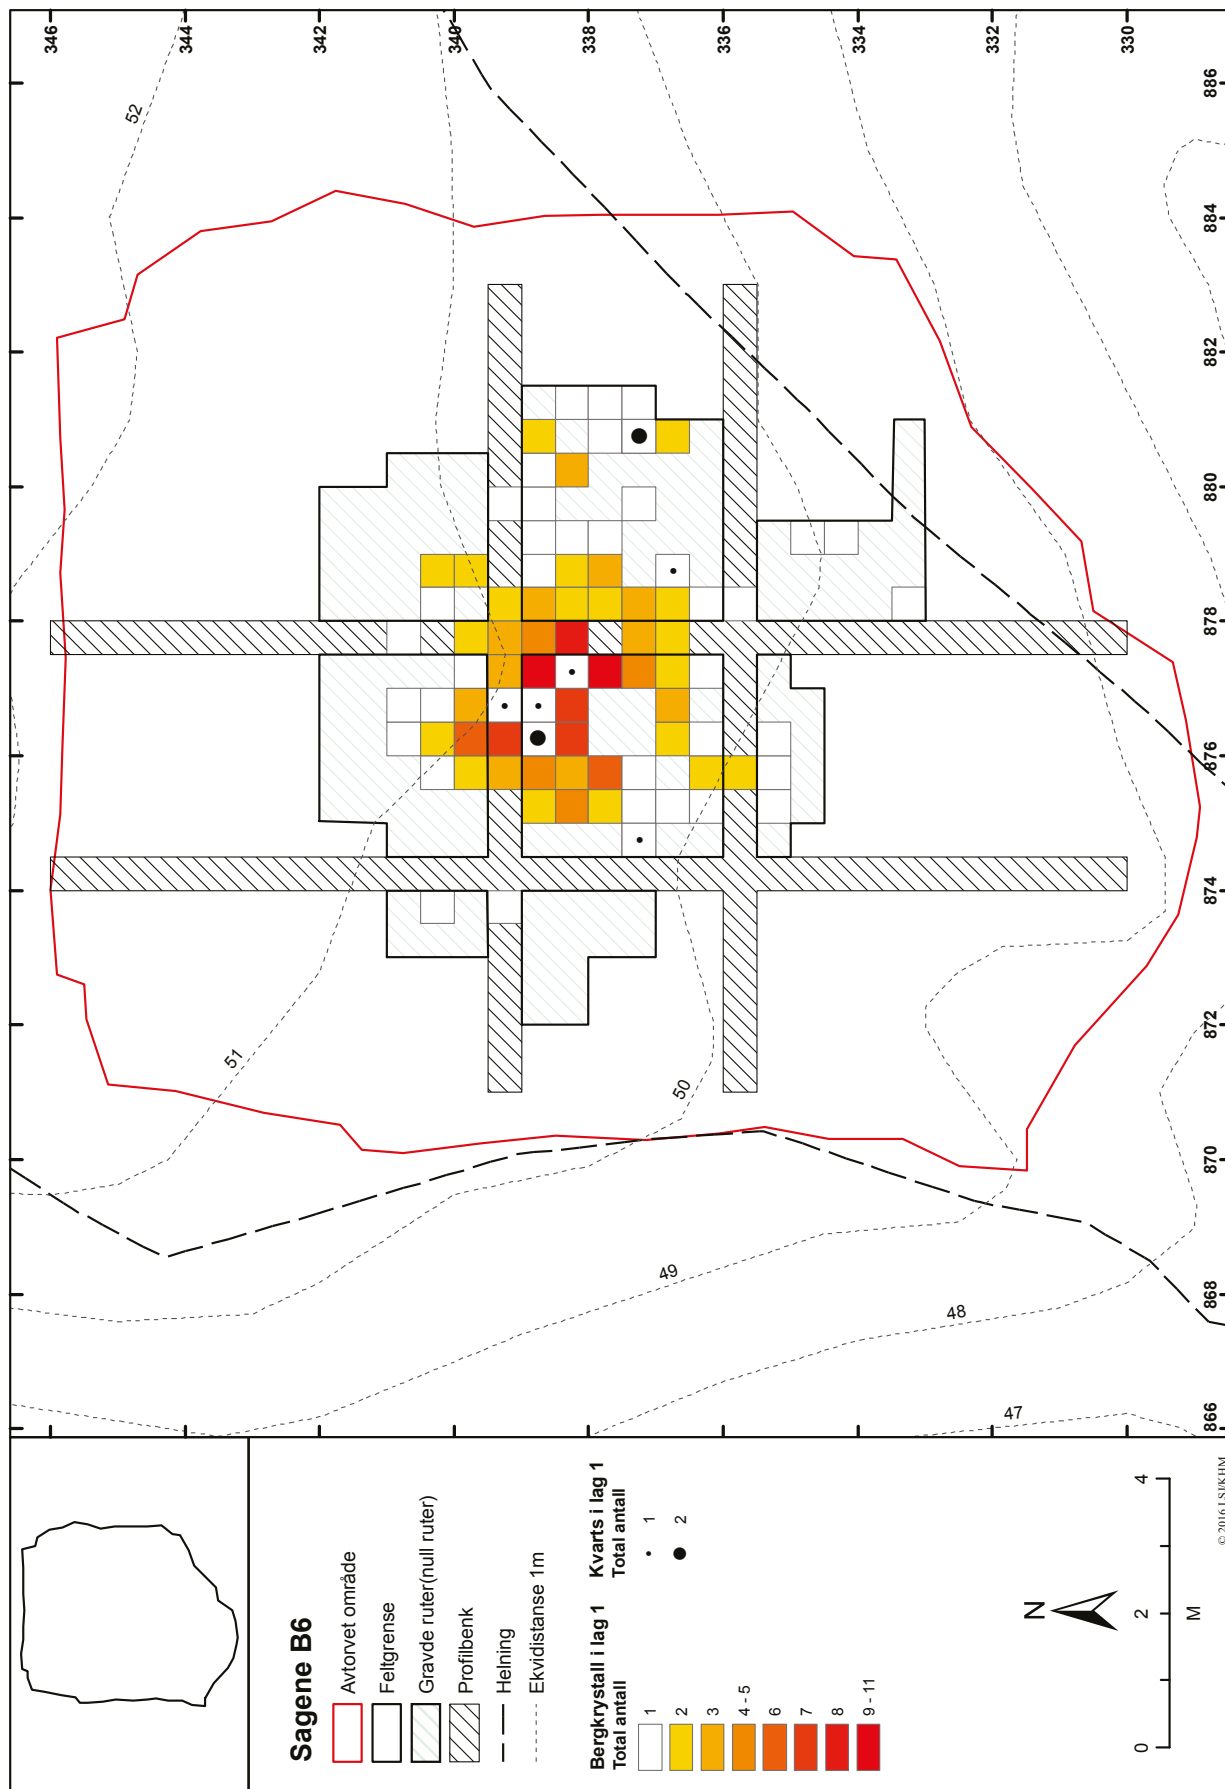 Sagene B6
Avtorvet område
Feltgrense
Gravde ruter(null ruter)
Profilbenk
Helning
Ekvidistanse 1m
Bergkrystall i lag 1
Total antall
1
2
3
4 - 5
6
7
8
9 - 11
Kvarts i lag 1
Total antall
1
2
N
0 2 4
M
© 2016 LSI/KHM
346
344
342
340
338
336
334
332
330
866 868 870 872 874 876 878 880 882 884 886
52
51
50
49
48
47